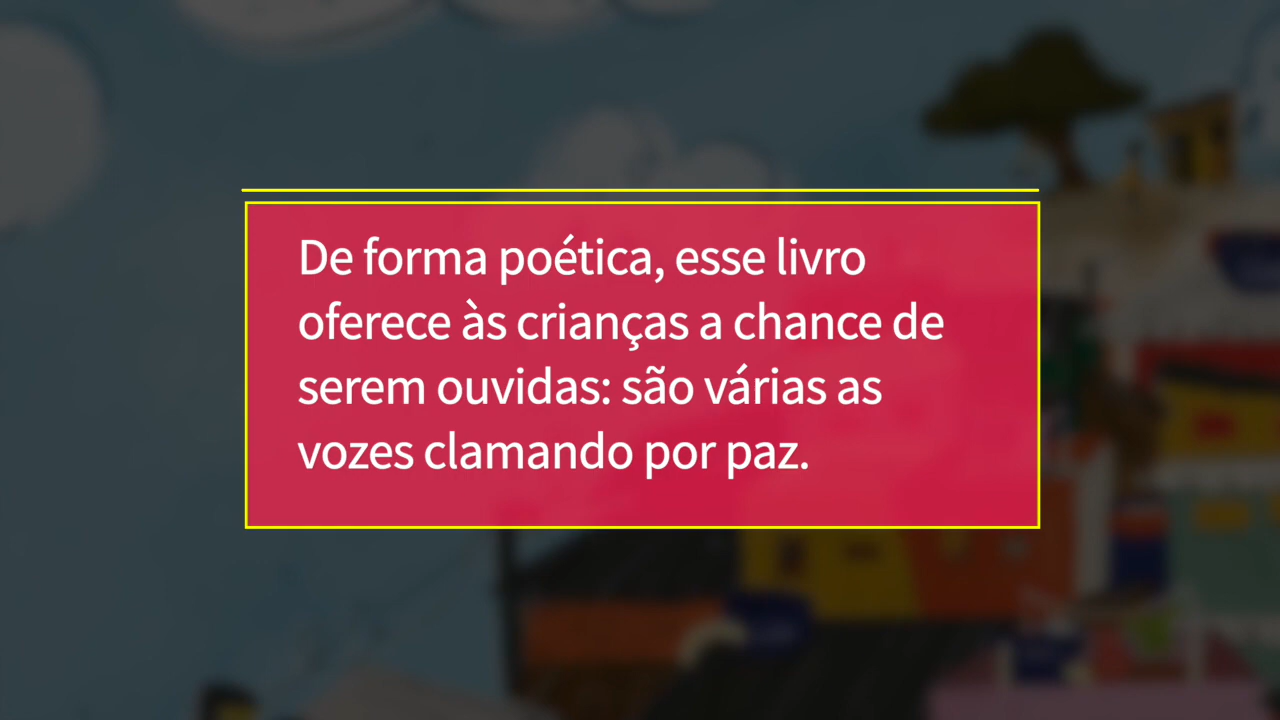 De forma poética, esse livro
oferece às crianças a chance de
serem ouvidas: são várias as
vozes clamando por paz.